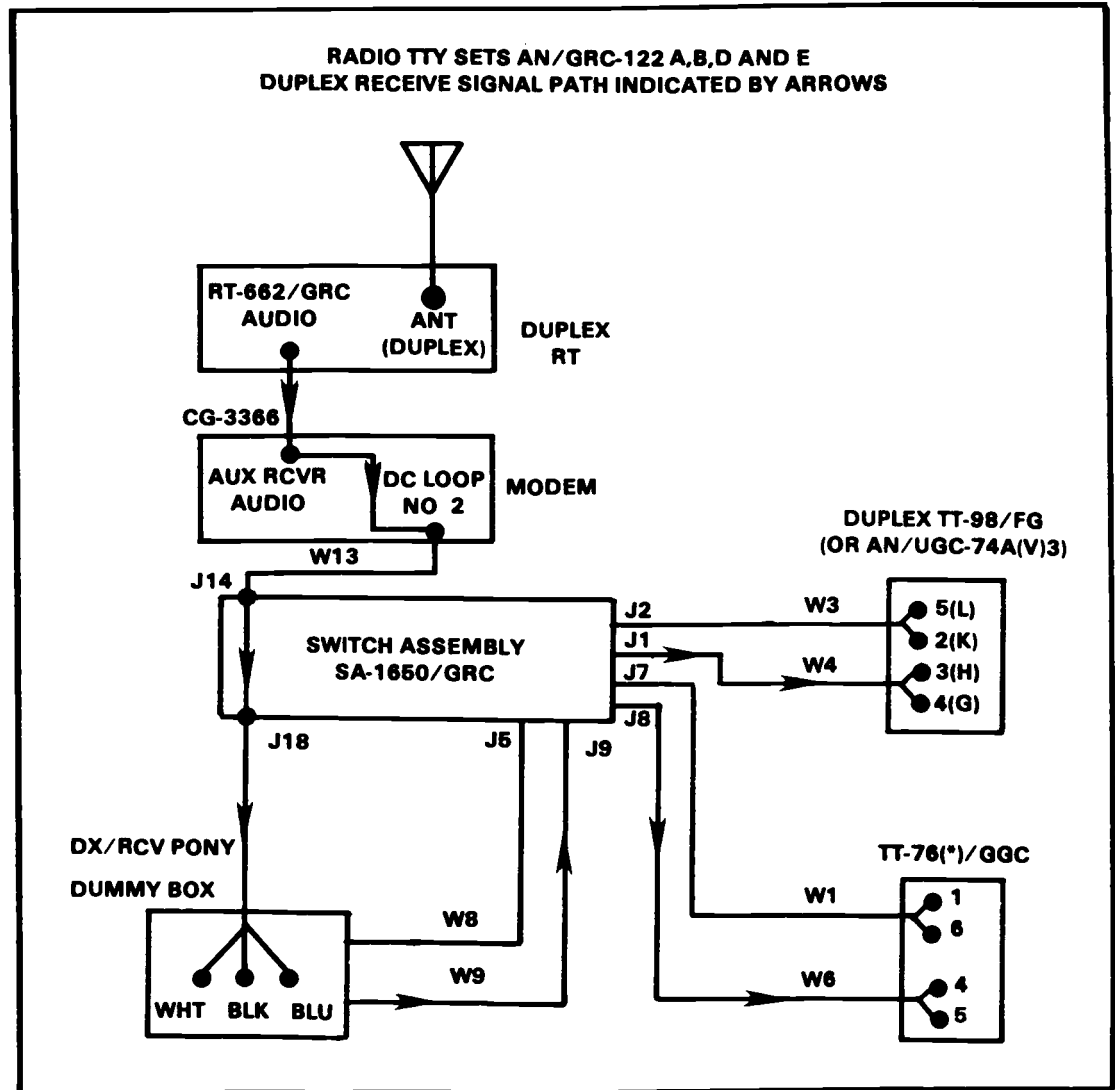 RADIO TTY SETS AN/GRC-122 A,B,D AND E
DUPLEX RECEIVE SIGNAL PATH INDICATED BY ARROWS
RT-662/GRC
AUDIO
ANT
(DUPLEX)
DUPLEX
RT
CG-3366
AUX RCVR
AUDIO
DC LOOP
NO 2
MODEM
W13
J14
SWITCH ASSEMBLY
SA-1650/GRC
J2
J1
J7
J8
J18
J5
J9
W3
W4
DUPLEX TT-98/FG
(OR AN/UGC-74A(V)3)
5(L)
2(K)
3(H)
4(G)
DX/RCV PONY
DUMMY BOX
WHT BLK BLU
W8
W9
W1
W6
TT-76(*)/GGC
1
6
4
5